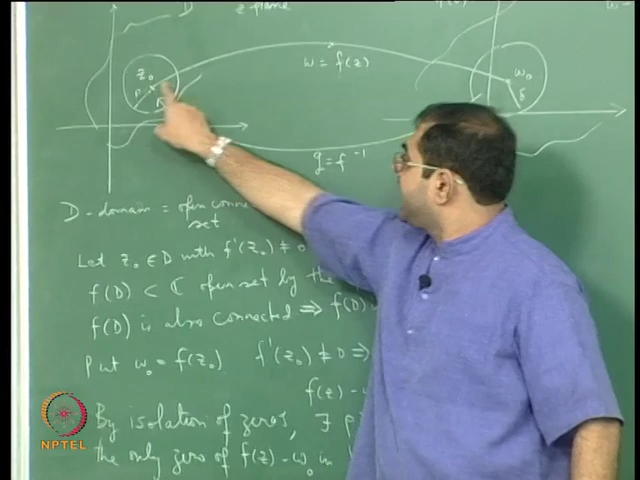 D z-plane
z₀
ρ
w = f(z)
w₀
δ
g = f⁻¹
D - domain = open conne
set
Let z₀ ∈ D with f'(z₀) ≠ 0
f(D) ⊂ ℂ open set by the
f(D) is also connected ⟹ f(D)
Put w₀ = f(z₀) f'(z₀) ≠ 0 ⟹
f(z) -
By isolation of zeros, ∃ ρ
the only zero of f(z) - w₀ in
NPTEL